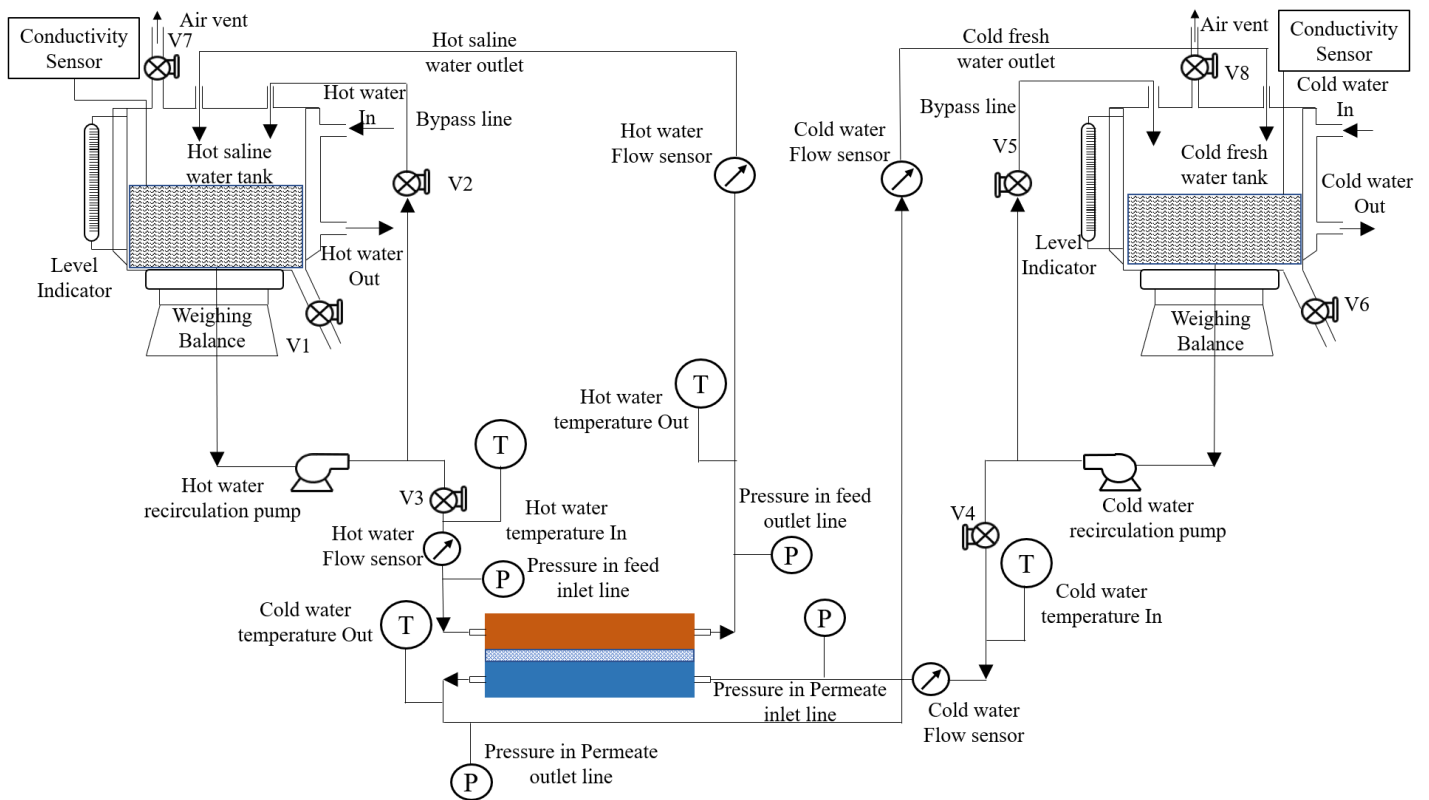 Conductivity
Sensor
Air vent
V7
Hot saline
water outlet
Hot water
In
Bypass line
Hot saline
water tank
V2
Hot water
Out
Level
Indicator
Weighing
Balance
V1
Hot water
Flow sensor
Cold water
Flow sensor
Cold fresh
water outlet
Air vent
V8
Conductivity
Sensor
Cold water
In
Bypass line
V5
Cold fresh
water tank
Cold water
Out
Level
Indicator
Weighing
Balance
V6
T
Hot water
temperature Out
T
Hot water
recirculation pump
V3
Hot water
temperature In
Hot water
Flow sensor
P
Pressure in feed
inlet line
Pressure in feed
outlet line
P
V4
Cold water
recirculation pump
T
Cold water
temperature In
Cold water
temperature Out
T
P
Pressure in Permeate
inlet line
Cold water
Flow sensor
Pressure in Permeate
outlet line
P